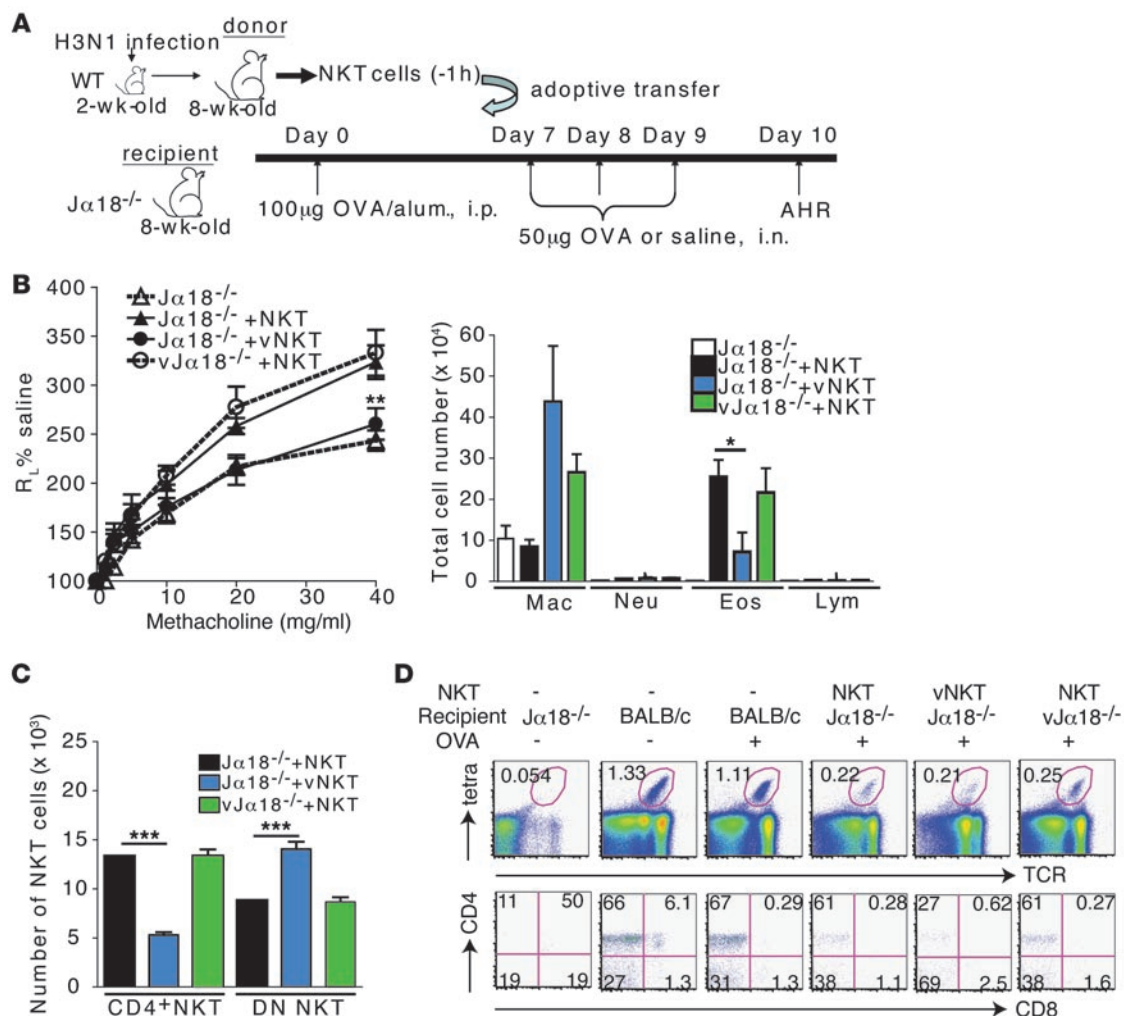 A
H3N1 infection
donor
WT
2-wk-old
8-wk-old
NKT cells (-1h)
adoptive transfer
recipient
Jα18-/-
8-wk-old
Day 0
Day 7
Day 8
Day 9
Day 10
100μg OVA/alum., i.p.
50μg OVA or saline, i.n.
AHR
B
RL% saline
400
350
300
250
200
150
100
0
10
20
30
40
Methacholine (mg/ml)
Jα18-/-
Jα18-/- +NKT
Jα18-/- +vNKT
vJα18-/- +NKT
**
Total cell number (x 10⁴)
60
50
40
30
20
10
0
Jα18-/-
Jα18-/-+NKT
Jα18-/-+vNKT
vJα18-/-+NKT
*
Mac
Neu
Eos
Lym
C
Number of NKT cells (x 10³)
25
20
15
10
5
0
Jα18-/-+NKT
Jα18-/-+vNKT
vJα18-/-+NKT
***
***
CD4+NKT
DN NKT
D
NKT - - - NKT vNKT NKT
Recipient Jα18-/- BALB/c BALB/c Jα18-/- Jα18-/- vJα18-/-
OVA - - + + + +
tetra
0.054 1.33 1.11 0.22 0.21 0.25
TCR
CD4
11 50 66 6.1 67 0.29 61 0.28 27 0.62 61 0.27
19 19 27 1.3 31 1.3 38 1.1 69 2.5 38 1.6
CD8